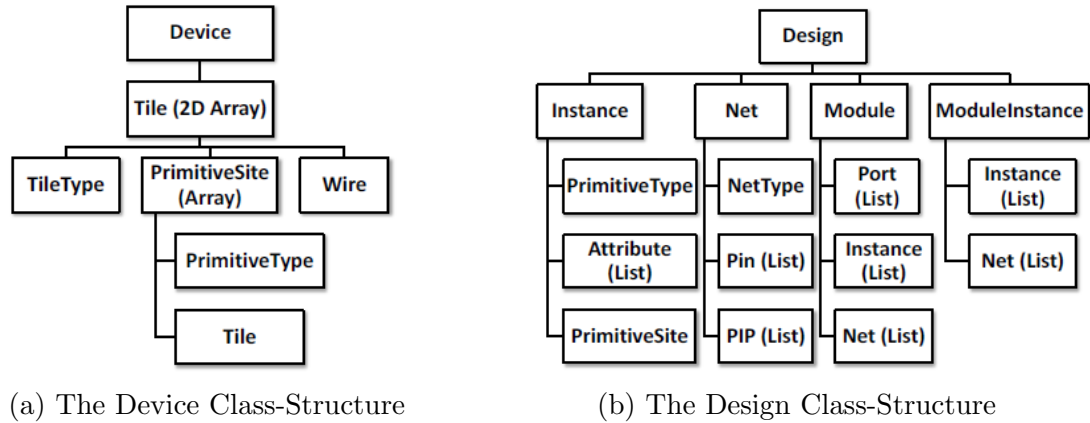 Device
Tile (2D Array)
TileType
PrimitiveSite
(Array)
Wire
PrimitiveType
Tile
(a) The Device Class-Structure
Design
Instance
Net
Module
ModuleInstance
PrimitiveType
NetType
Port
(List)
Instance
(List)
Attribute
(List)
Pin (List)
Instance
(List)
Net (List)
PrimitiveSite
PIP (List)
Net (List)
(b) The Design Class-Structure